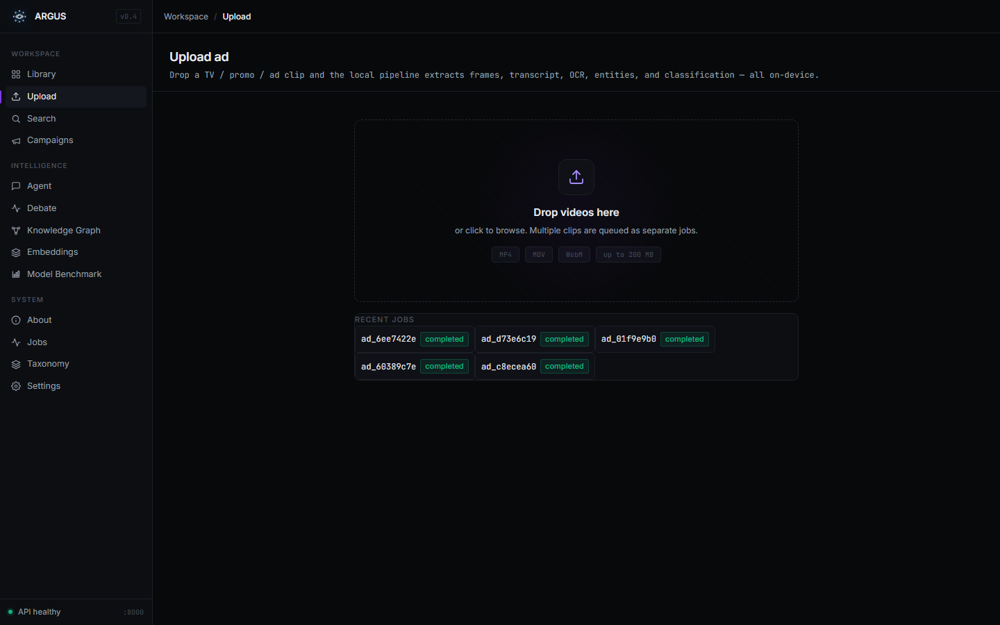 ARGUS v0.4
Workspace / Upload
WORKSPACE
Library
Upload
Search
Campaigns
INTELLIGENCE
Agent
Debate
Knowledge Graph
Embeddings
Model Benchmark
SYSTEM
About
Jobs
Taxonomy
Settings
API healthy :8000
Upload ad
Drop a TV / promo / ad clip and the local pipeline extracts frames, transcript, OCR, entities, and classification — all on-device.
Drop videos here
or click to browse. Multiple clips are queued as separate jobs.
MP4 MOV WebM up to 200 MB
RECENT JOBS
ad_6ee7422e completed ad_d73e6c19 completed ad_01f9e9b0 completed
ad_60389c7e completed ad_c8ecea60 completed